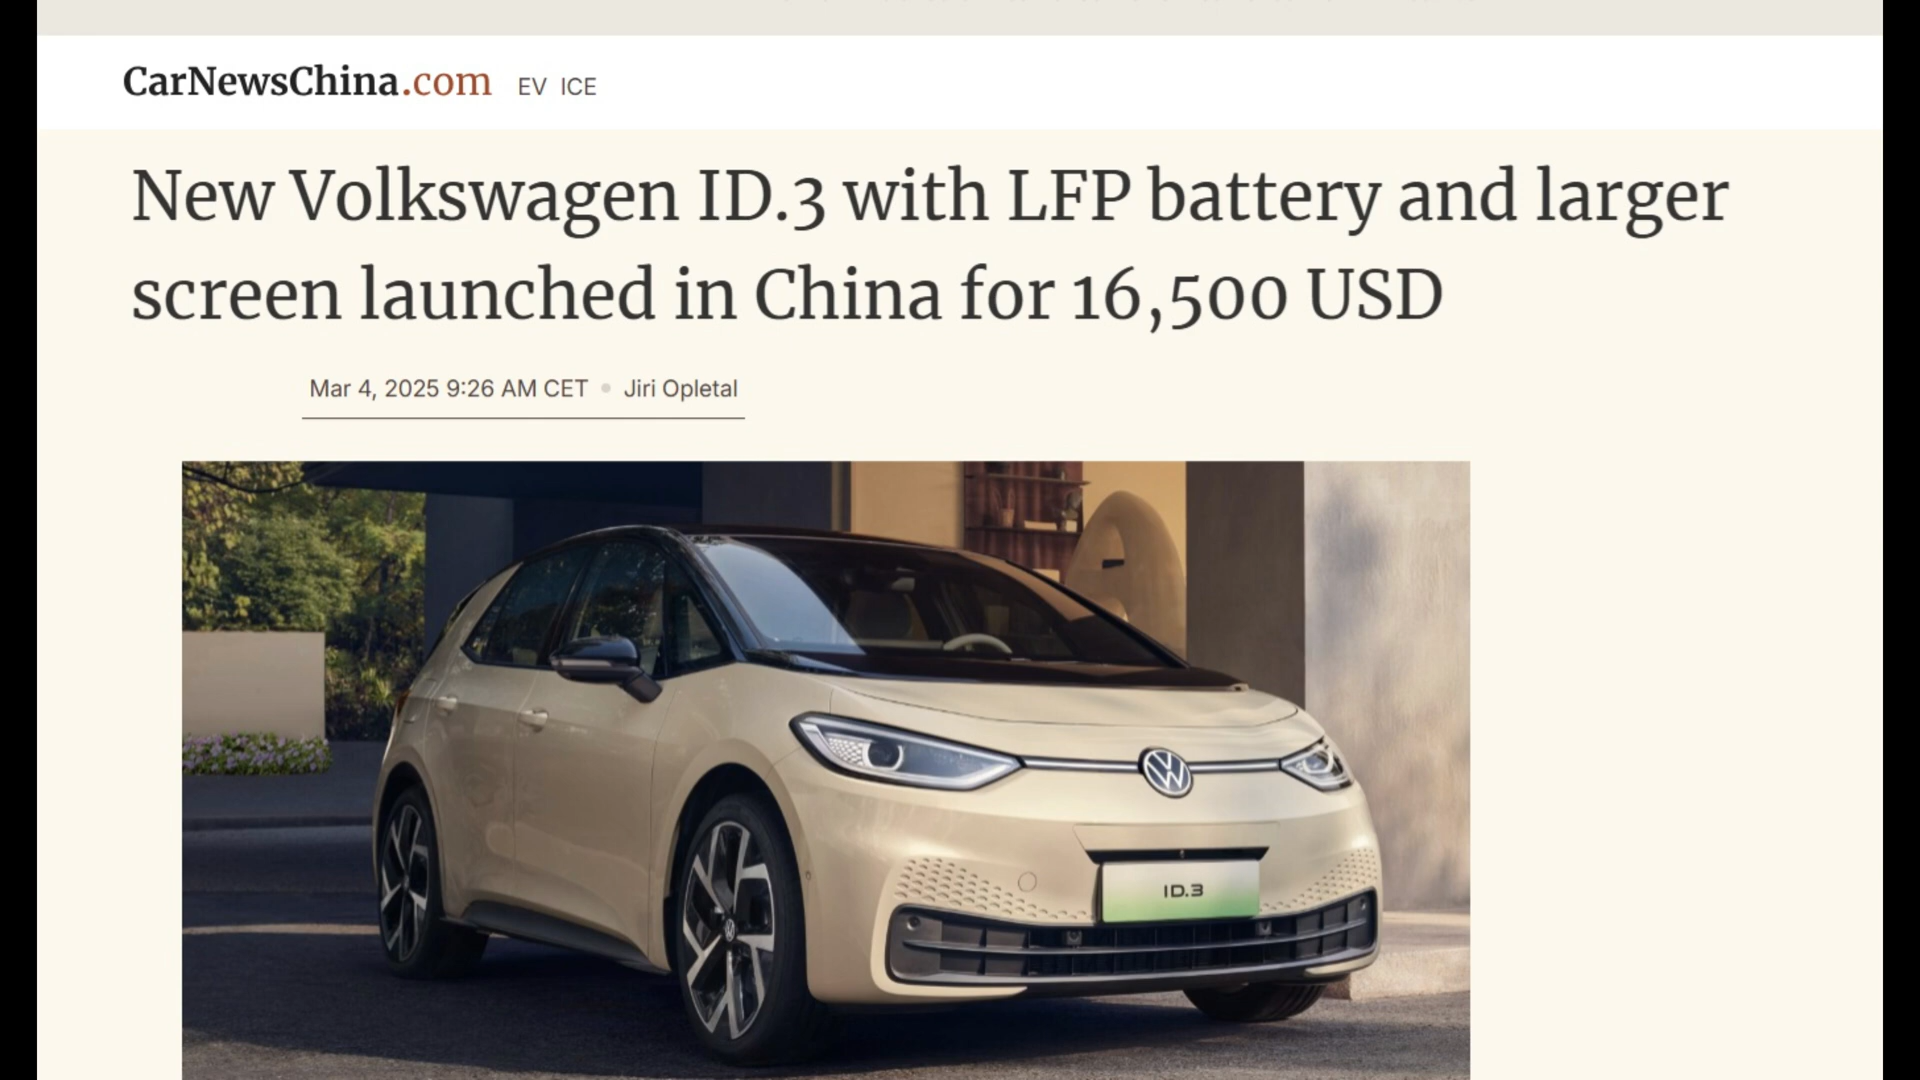 CarNewsChina.com EV ICE
New Volkswagen ID.3 with LFP battery and larger
screen launched in China for 16,500 USD
Mar 4, 2025 9:26 AM CET • Jiri Opletal
ID.3